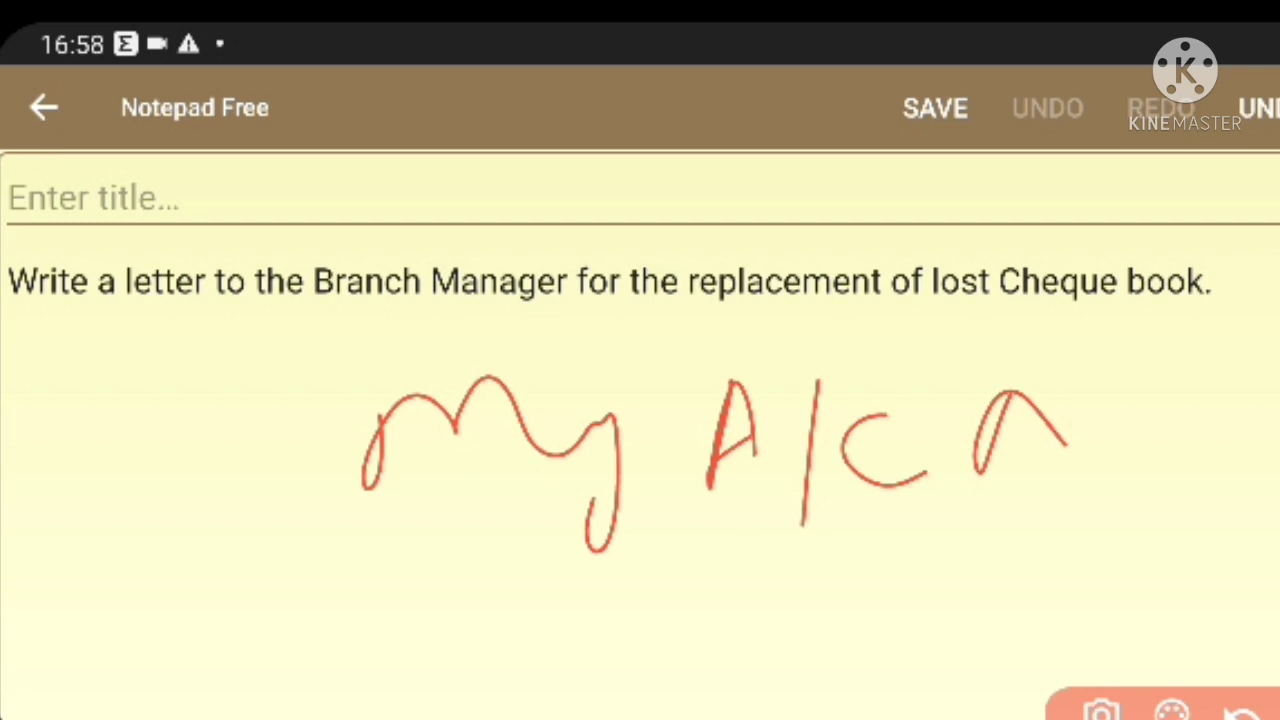 16:58
Notepad Free SAVE UNDO REDO
K
KINEMASTER
Enter title...
Write a letter to the Branch Manager for the replacement of lost Cheque book.
My A/C